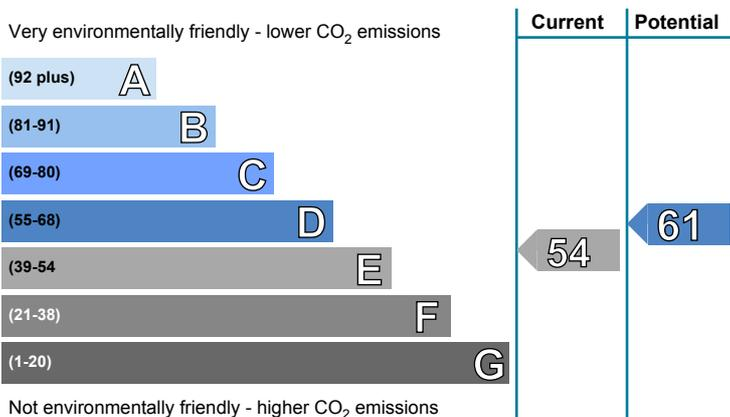 Very environmentally friendly - lower CO2 emissions
Current
Potential
(92 plus) A
(81-91) B
(69-80) C
(55-68) D
(39-54 E
(21-38) F
(1-20) G
54
61
Not environmentally friendly - higher CO2 emissions